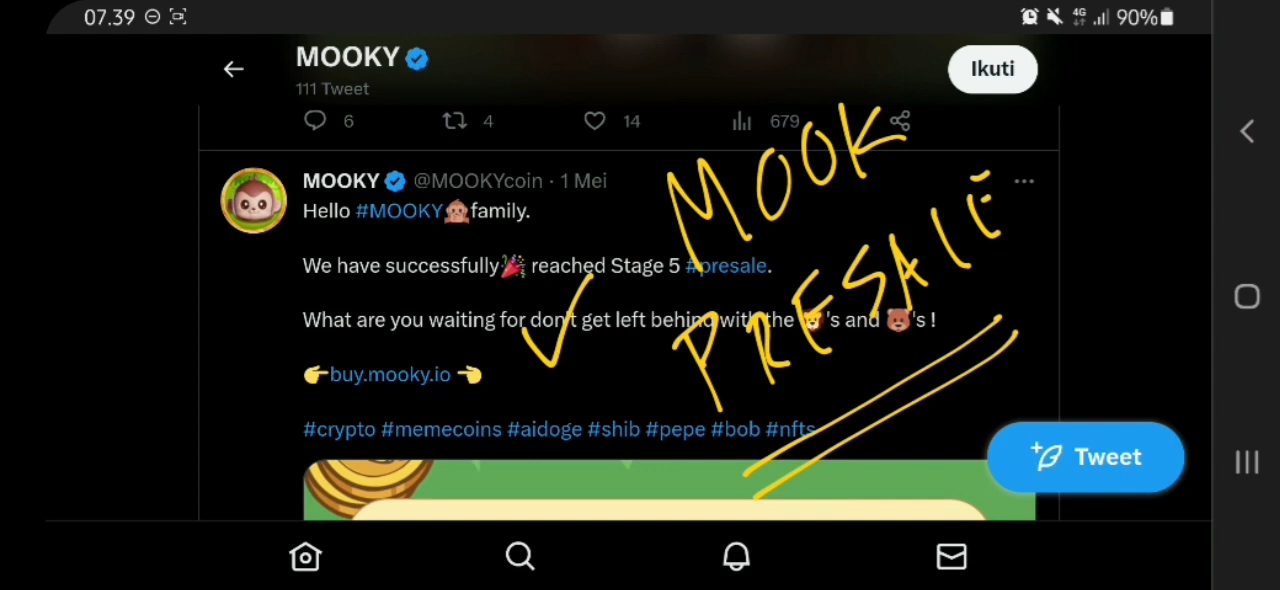 07.39 4G 90%
MOOKY
111 Tweet
Ikuti
6 4 14 679
MOOKY @MOOKYcoin · 1 Mei
Hello #MOOKY🙊family.
We have successfully🎉 reached Stage 5 #presale.
What are you waiting for don't get left behind with the 🐻's and 🐻's !
👉buy.mooky.io 👈
#crypto #memecoins #aidoge #shib #pepe #bob #nfts
MOOK
PRESALE
Tweet